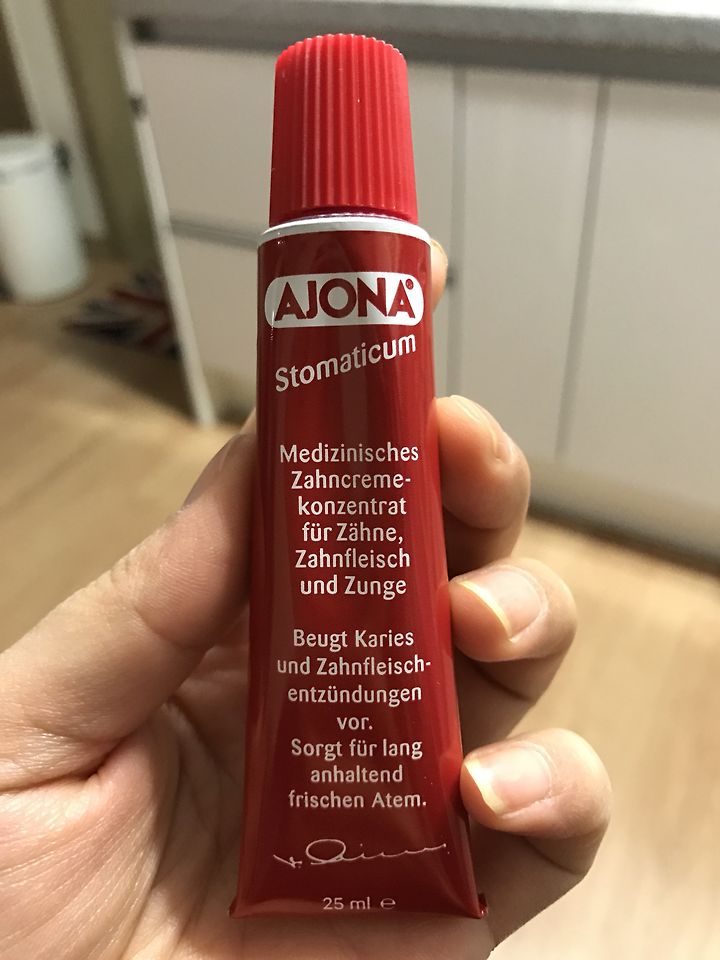 AJONA®
Stomaticum
Medizinisches
Zahncreme-
konzentrat
für Zähne,
Zahnfleisch
und Zunge
Beugt Karies
und Zahnfleisch-
entzündungen
vor.
Sorgt für lang
anhaltend
frischen Atem.
25 ml ℮